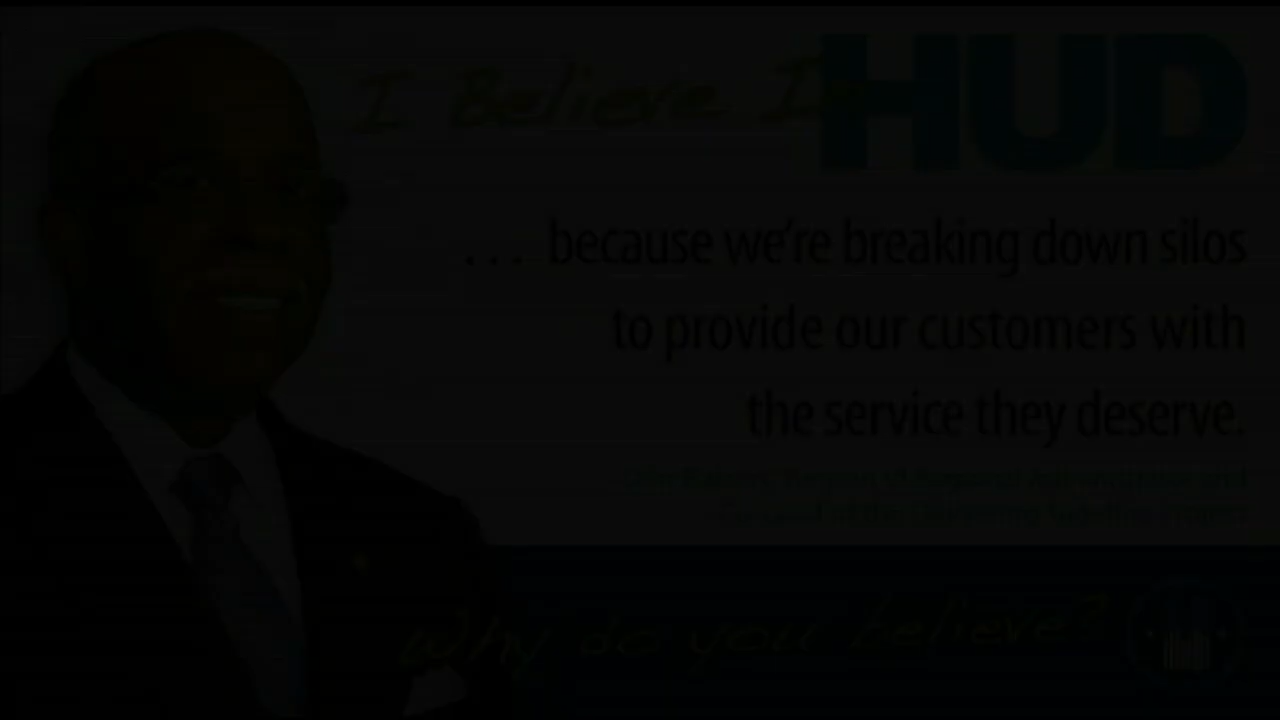 I Believe In HUD
. . . because we're breaking down silos
to provide our customers with
the service they deserve.
Why do you believe?